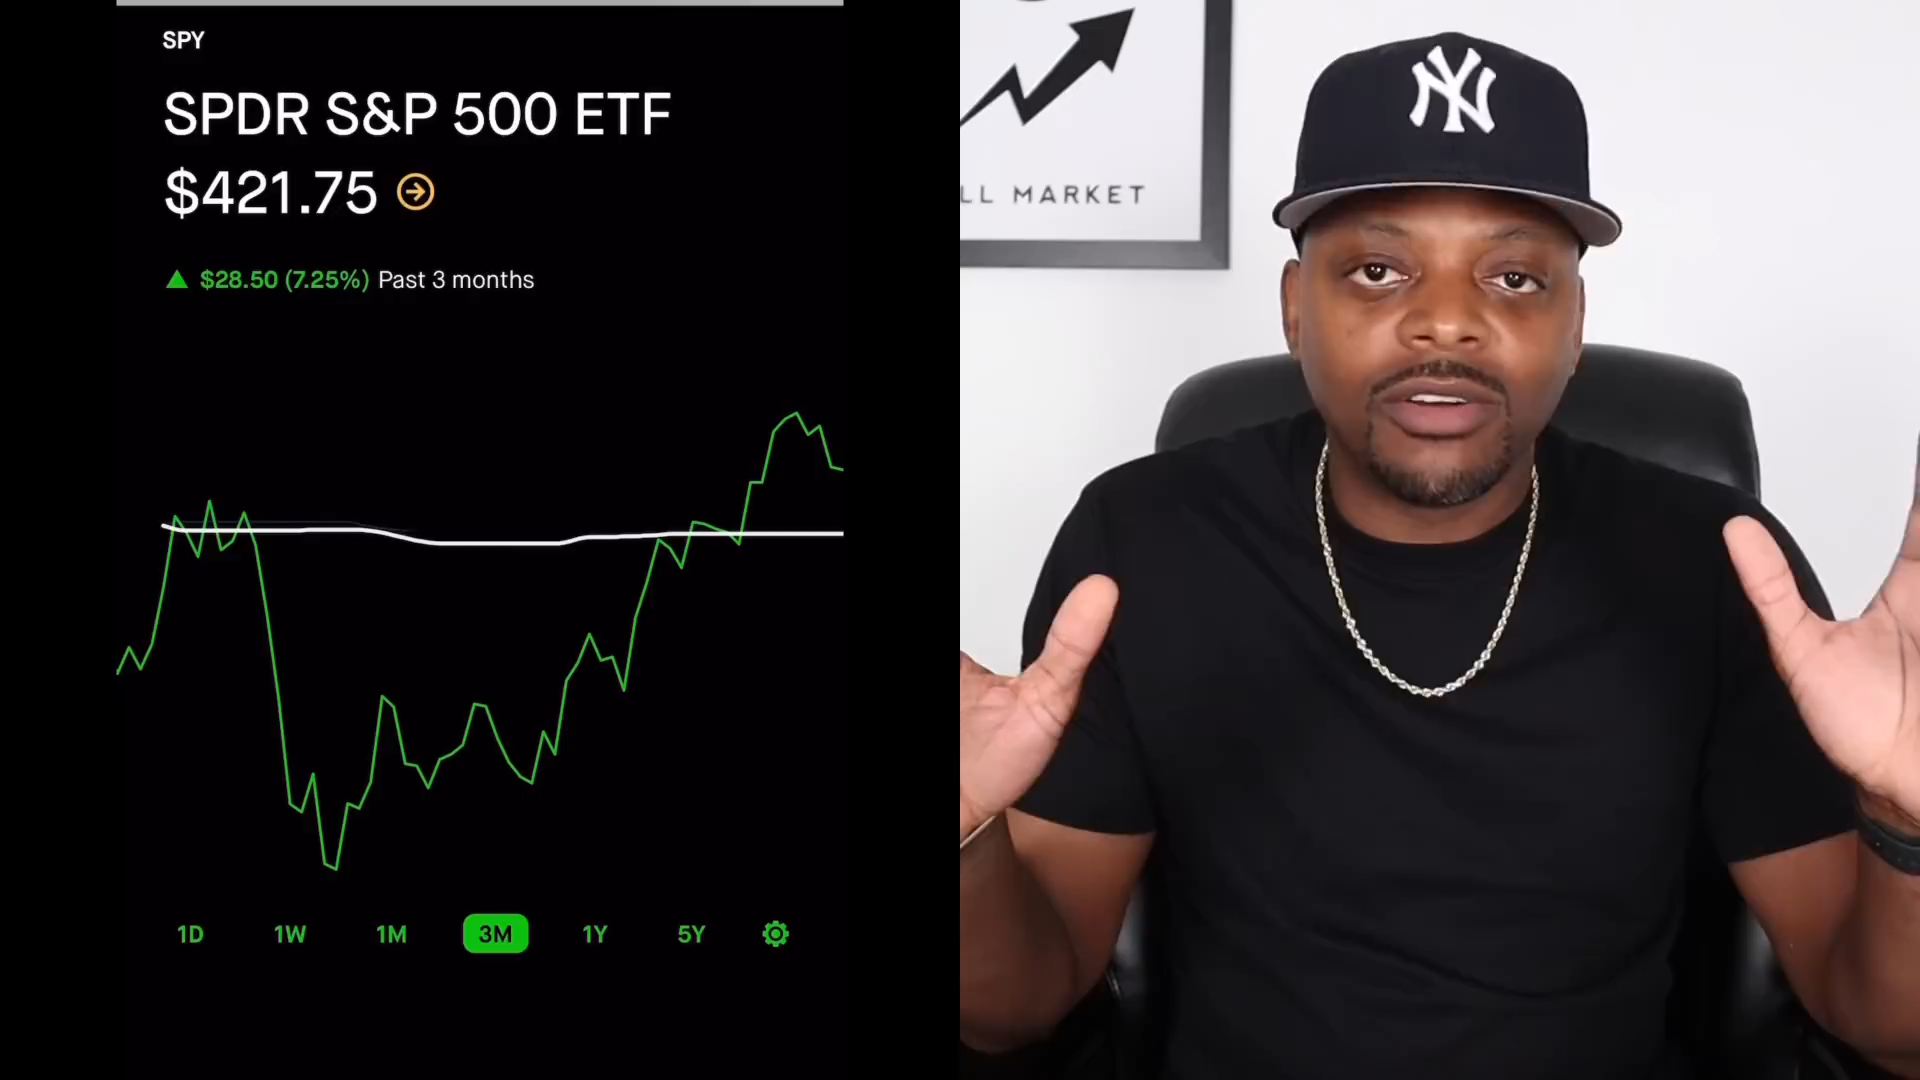 SPY
SPDR S&P 500 ETF
$421.75
$28.50 (7.25%) Past 3 months
1D 1W 1M 3M 1Y 5Y
LL MARKET
NY